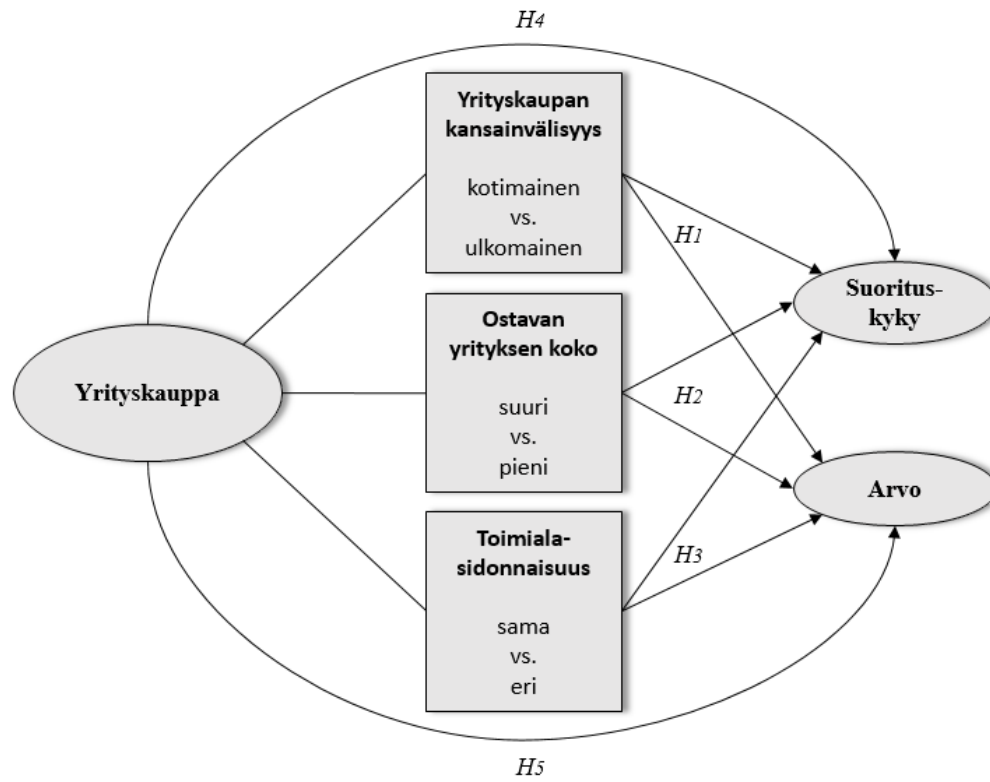 H4
Yrityskaupan
kansainvälisyys
kotimainen
vs.
ulkomainen
H1
Suoritus-
kyky
Ostavan
yrityksen koko
suuri
vs.
pieni
Yrityskauppa
H2
Arvo
Toimiala-
sidonnaisuus
sama
vs.
eri
H3
H5